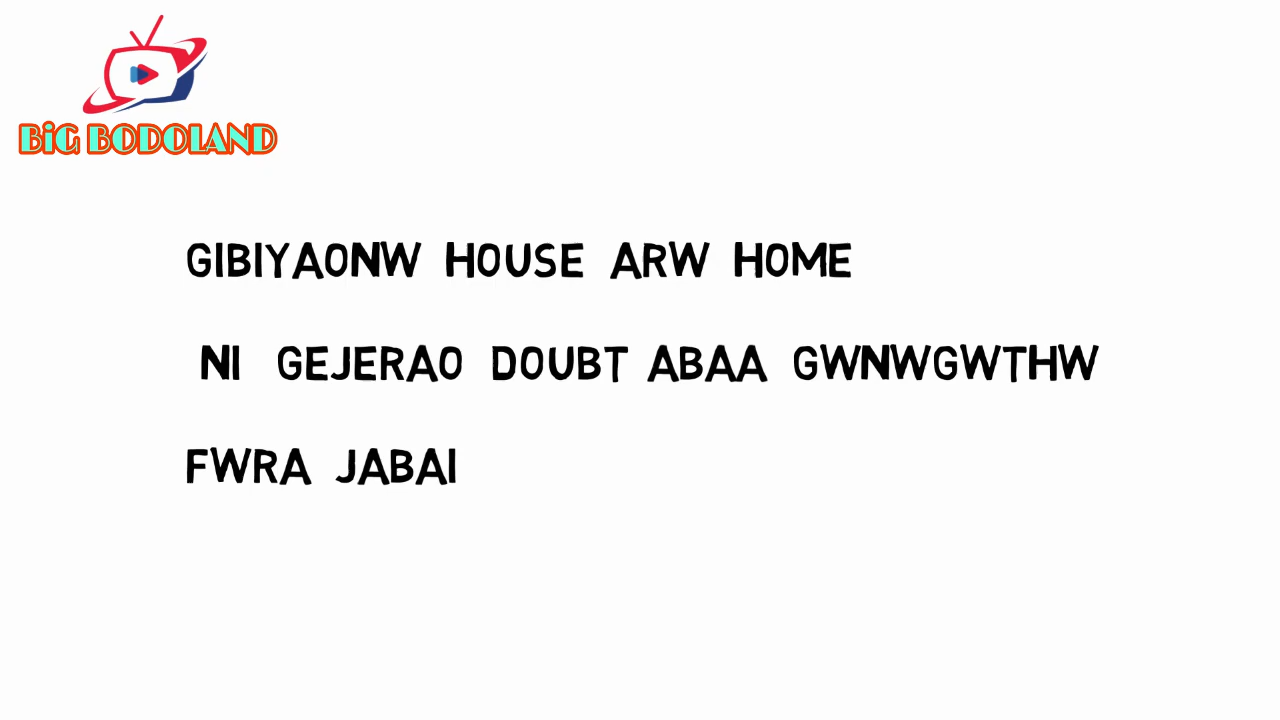 BiG BODOLAND
GIBIYAONW HOUSE ARW HOME
NI GEJERAO DOUBT ABAA GWNWGWTHW
FWRA JABAI